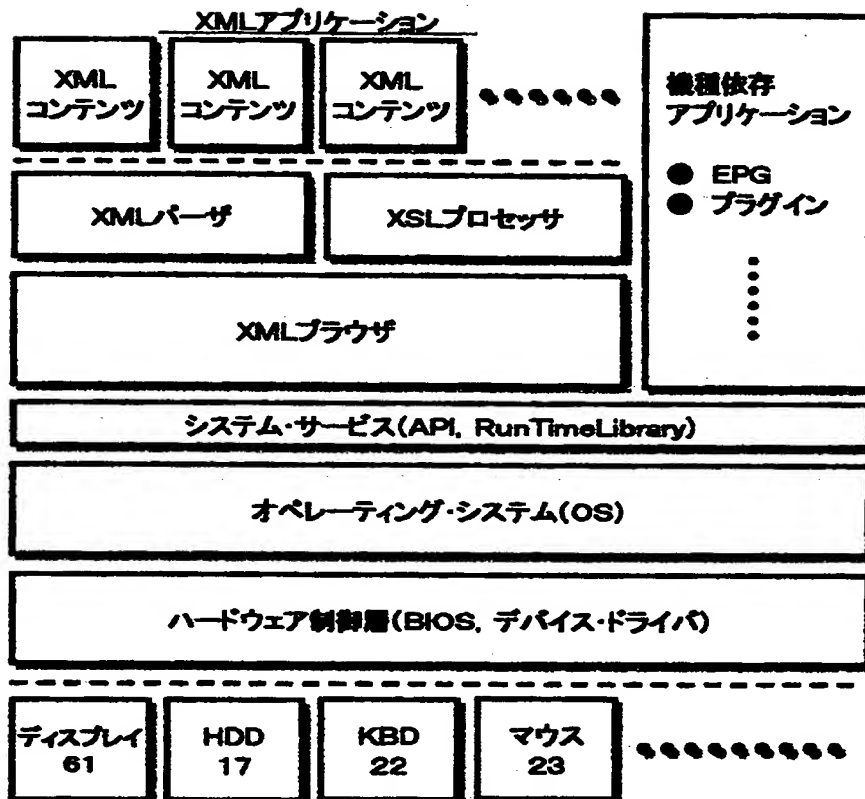 XMLアプリケーション
XML
コンテンツ
XML
コンテンツ
XML
コンテンツ
機種依存
アプリケーション
● EPG
● プラグイン
XMLパーザ
XSLプロセッサ
XMLブラウザ
システム・サービス(API, RunTimeLibrary)
オペレーティング・システム(OS)
ハードウェア制御層(BIOS, デバイス・ドライバ)
ディスプレイ
61
HDD
17
KBD
22
マウス
23